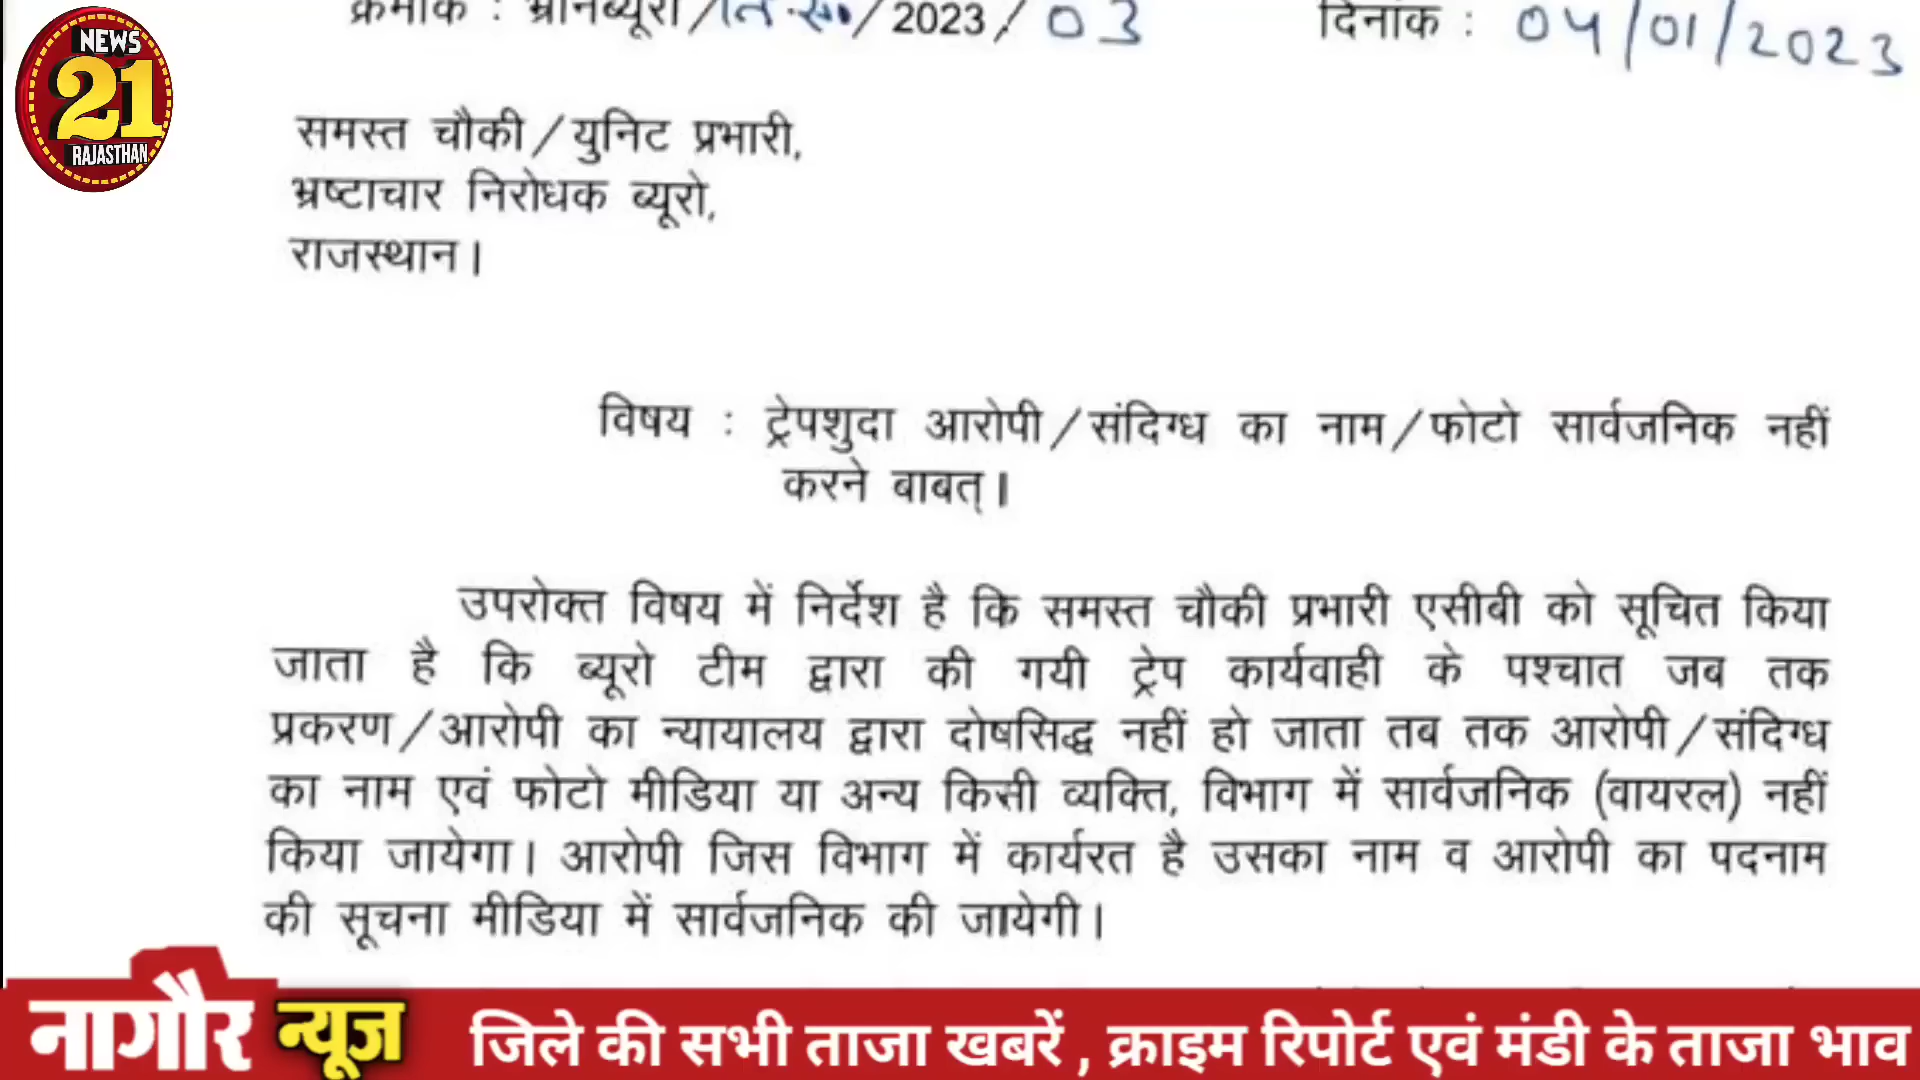 NEWS
21
RAJASTHAN
क्रमांक : भ्रानिब्यूरो / / 2023 / 03 दिनांक : 04/01/2023
समस्त चौकी/युनिट प्रभारी,
भ्रष्टाचार निरोधक ब्यूरो,
राजस्थान।
विषय : ट्रेपशुदा आरोपी/संदिग्ध का नाम/फोटो सार्वजनिक नहीं
करने बाबत्।
उपरोक्त विषय में निर्देश है कि समस्त चौकी प्रभारी एसीबी को सूचित किया
जाता है कि ब्यूरो टीम द्वारा की गयी ट्रेप कार्यवाही के पश्चात जब तक
प्रकरण/आरोपी का न्यायालय द्वारा दोषसिद्ध नहीं हो जाता तब तक आरोपी/संदिग्ध
का नाम एवं फोटो मीडिया या अन्य किसी व्यक्ति, विभाग में सार्वजनिक (वायरल) नहीं
किया जायेगा। आरोपी जिस विभाग में कार्यरत है उसका नाम व आरोपी का पदनाम
की सूचना मीडिया में सार्वजनिक की जायेगी।
नागौर न्यूज जिले की सभी ताजा खबरें , क्राइम रिपोर्ट एवं मंडी के ताजा भाव